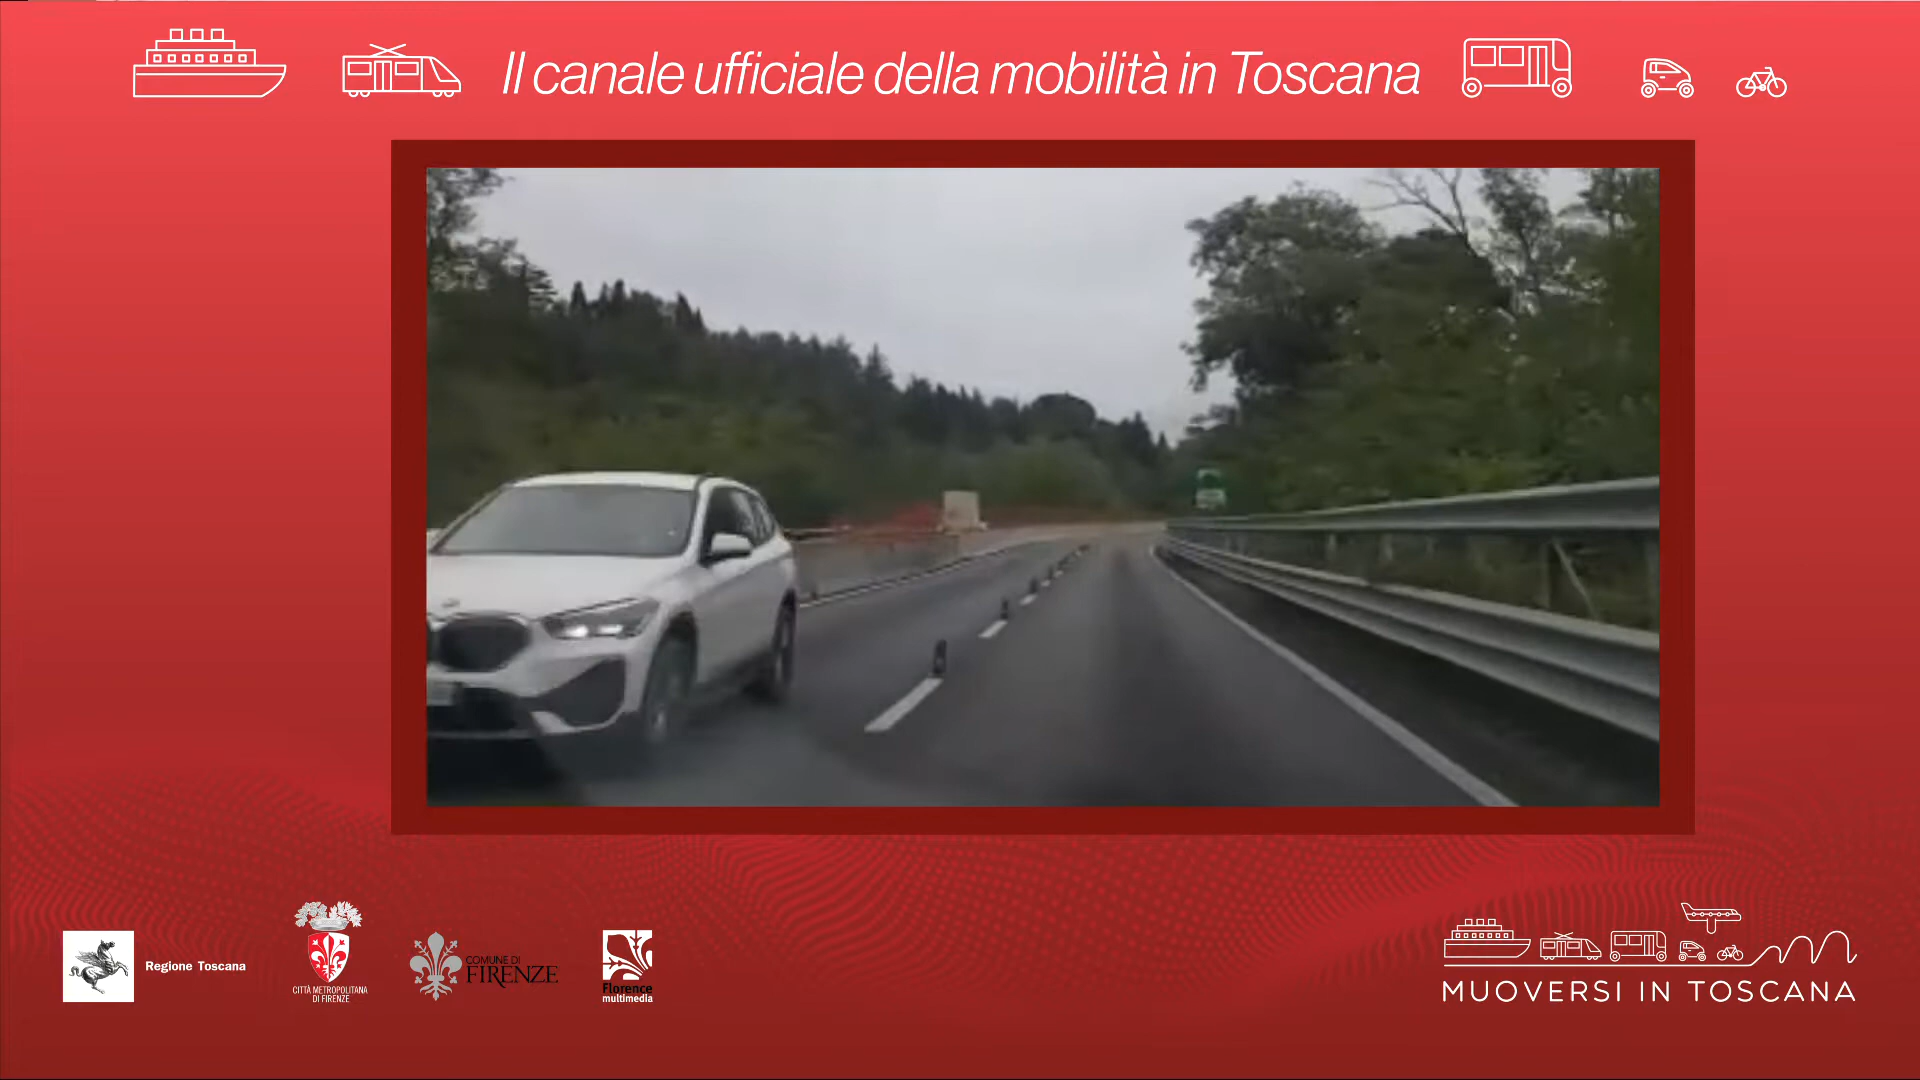 Il canale ufficiale della mobilità in Toscana
Regione Toscana
CITTÀ METROPOLITANA
DI FIRENZE
COMUNE DI
FIRENZE
Florence
multimedia
MUOVERSI IN TOSCANA